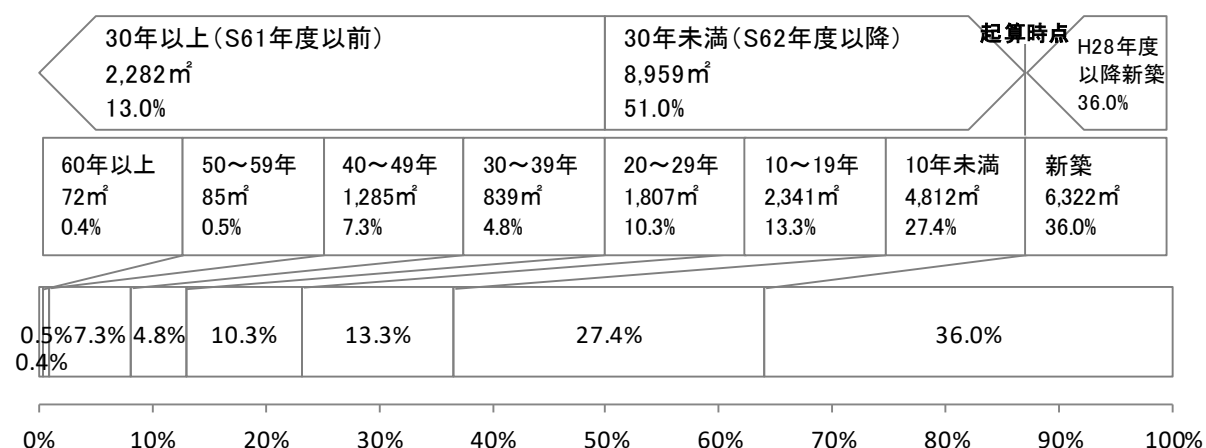 30年以上（S61年度以前）
2,282㎡
13.0%
30年未満（S62年度以降）
8,959㎡
51.0%
起算時点
H28年度
以降新築
36.0%
60年以上
72㎡
0.4%
50～59年
85㎡
0.5%
40～49年
1,285㎡
7.3%
30～39年
839㎡
4.8%
20～29年
1,807㎡
10.3%
10～19年
2,341㎡
13.3%
10年未満
4,812㎡
27.4%
新築
6,322㎡
36.0%
0.5% 7.3% 4.8% 10.3% 13.3% 27.4% 36.0%
0.4%
0% 10% 20% 30% 40% 50% 60% 70% 80% 90% 100%